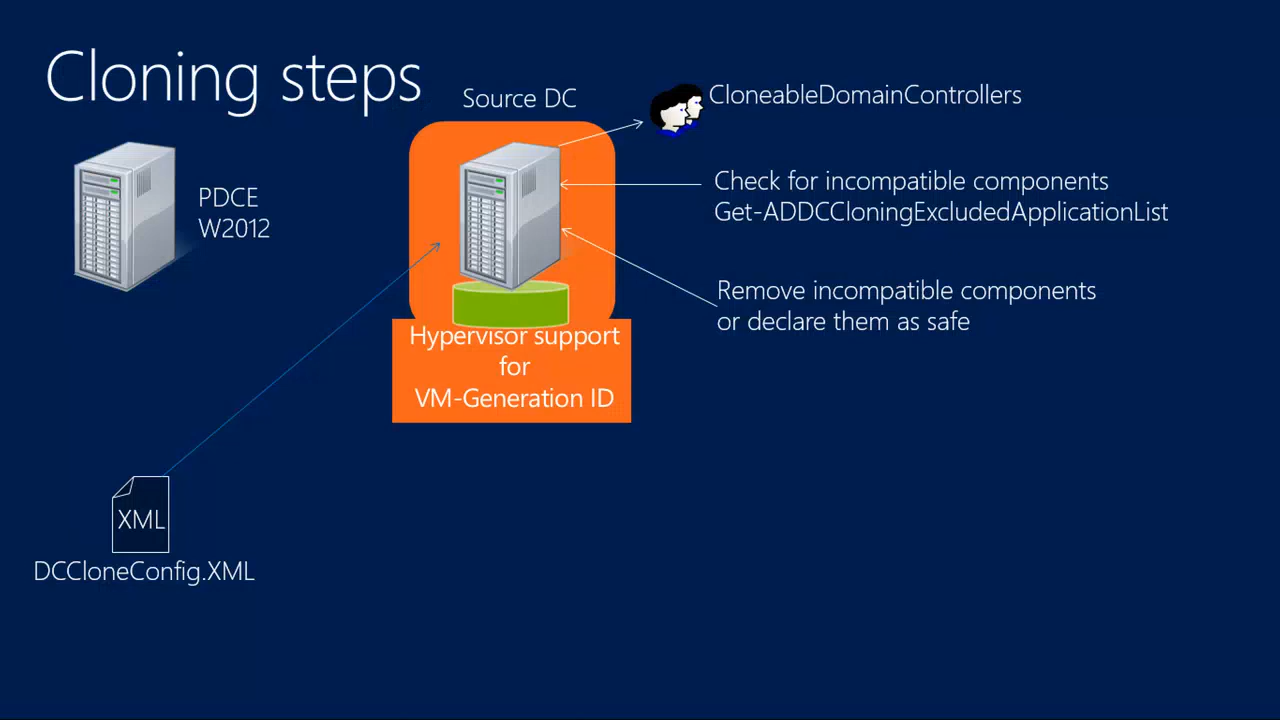 Cloning steps
Source DC
CloneableDomainControllers
PDCE
W2012
Check for incompatible components
Get-ADDCCloningExcludedApplicationList
Remove incompatible components
or declare them as safe
Hypervisor support
for
VM-Generation ID
XML
DCCloneConfig.XML